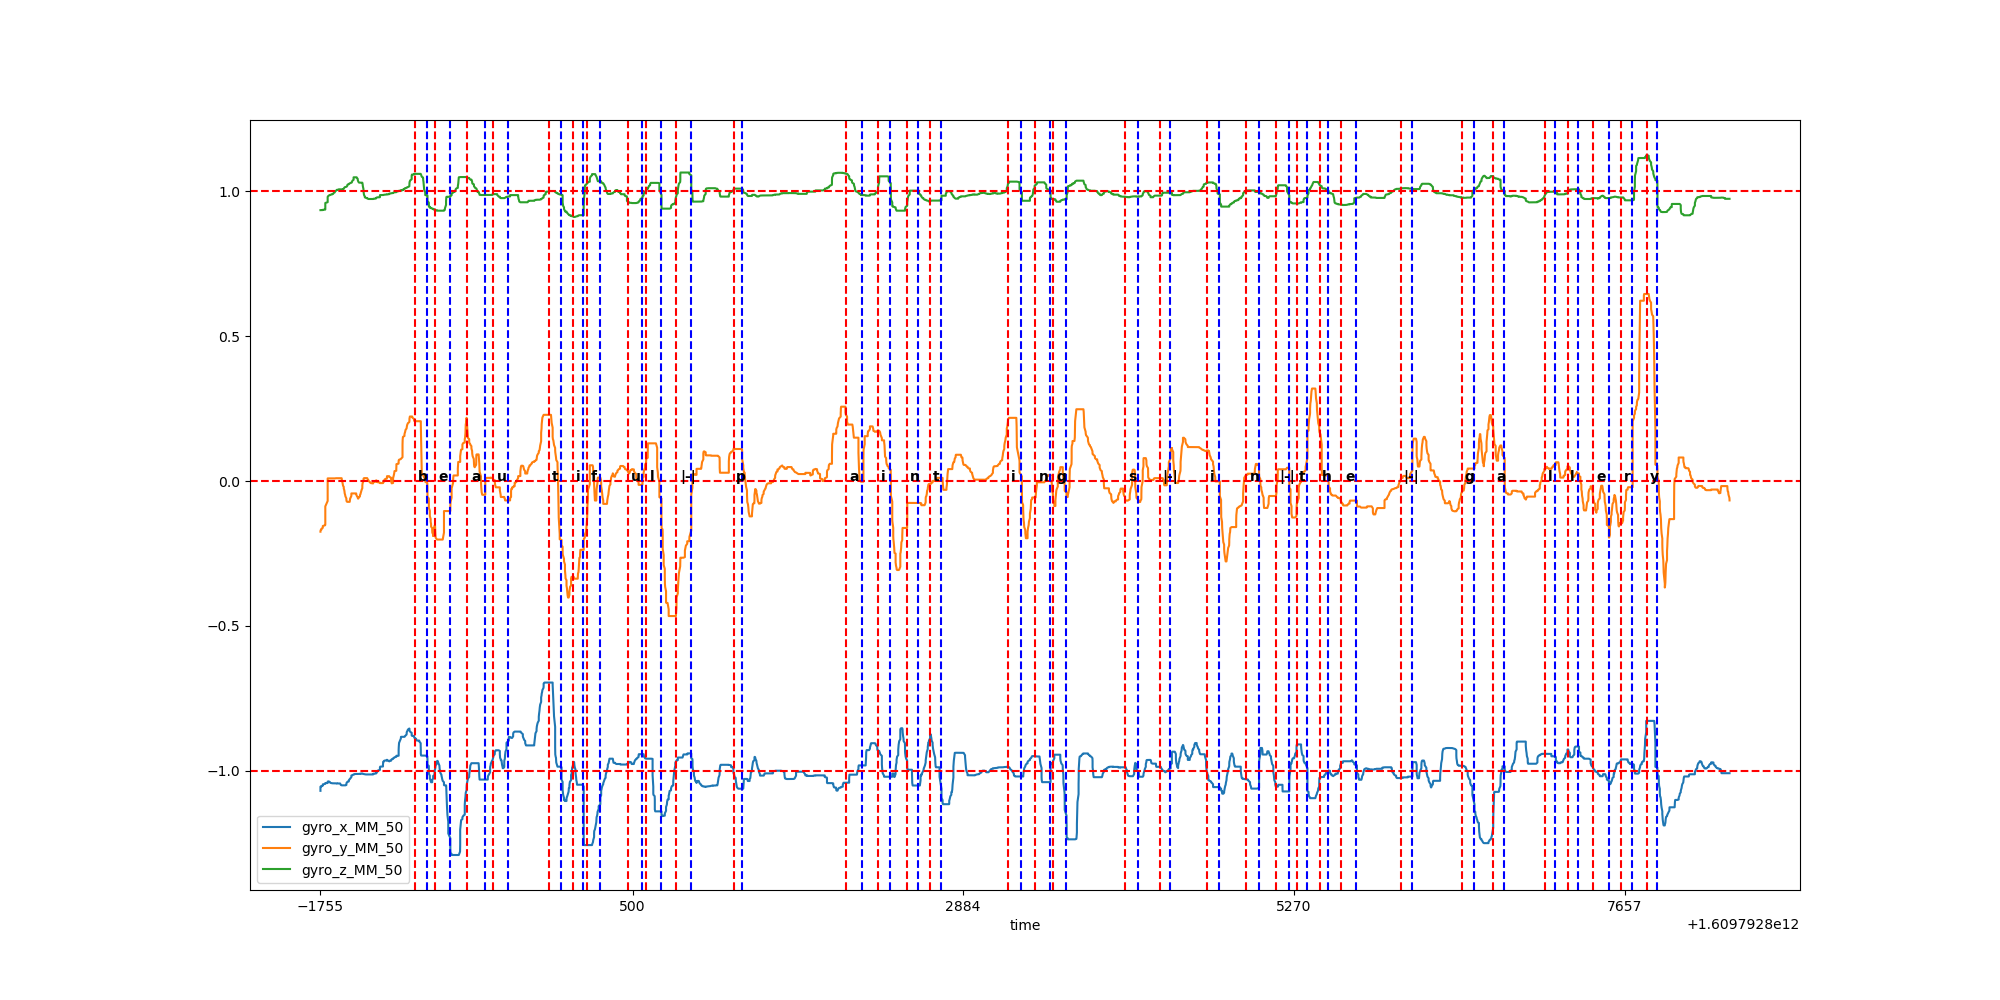 1.0
0.5
0.0
−0.5
−1.0
b e a u t i f u l |-| p a i n t i n g s |-| i n |-| t h e |-| g a l l e r y
gyro_x_MM_50
gyro_y_MM_50
gyro_z_MM_50
−1755 500 2884 5270 7657
time
+1.6097928e12